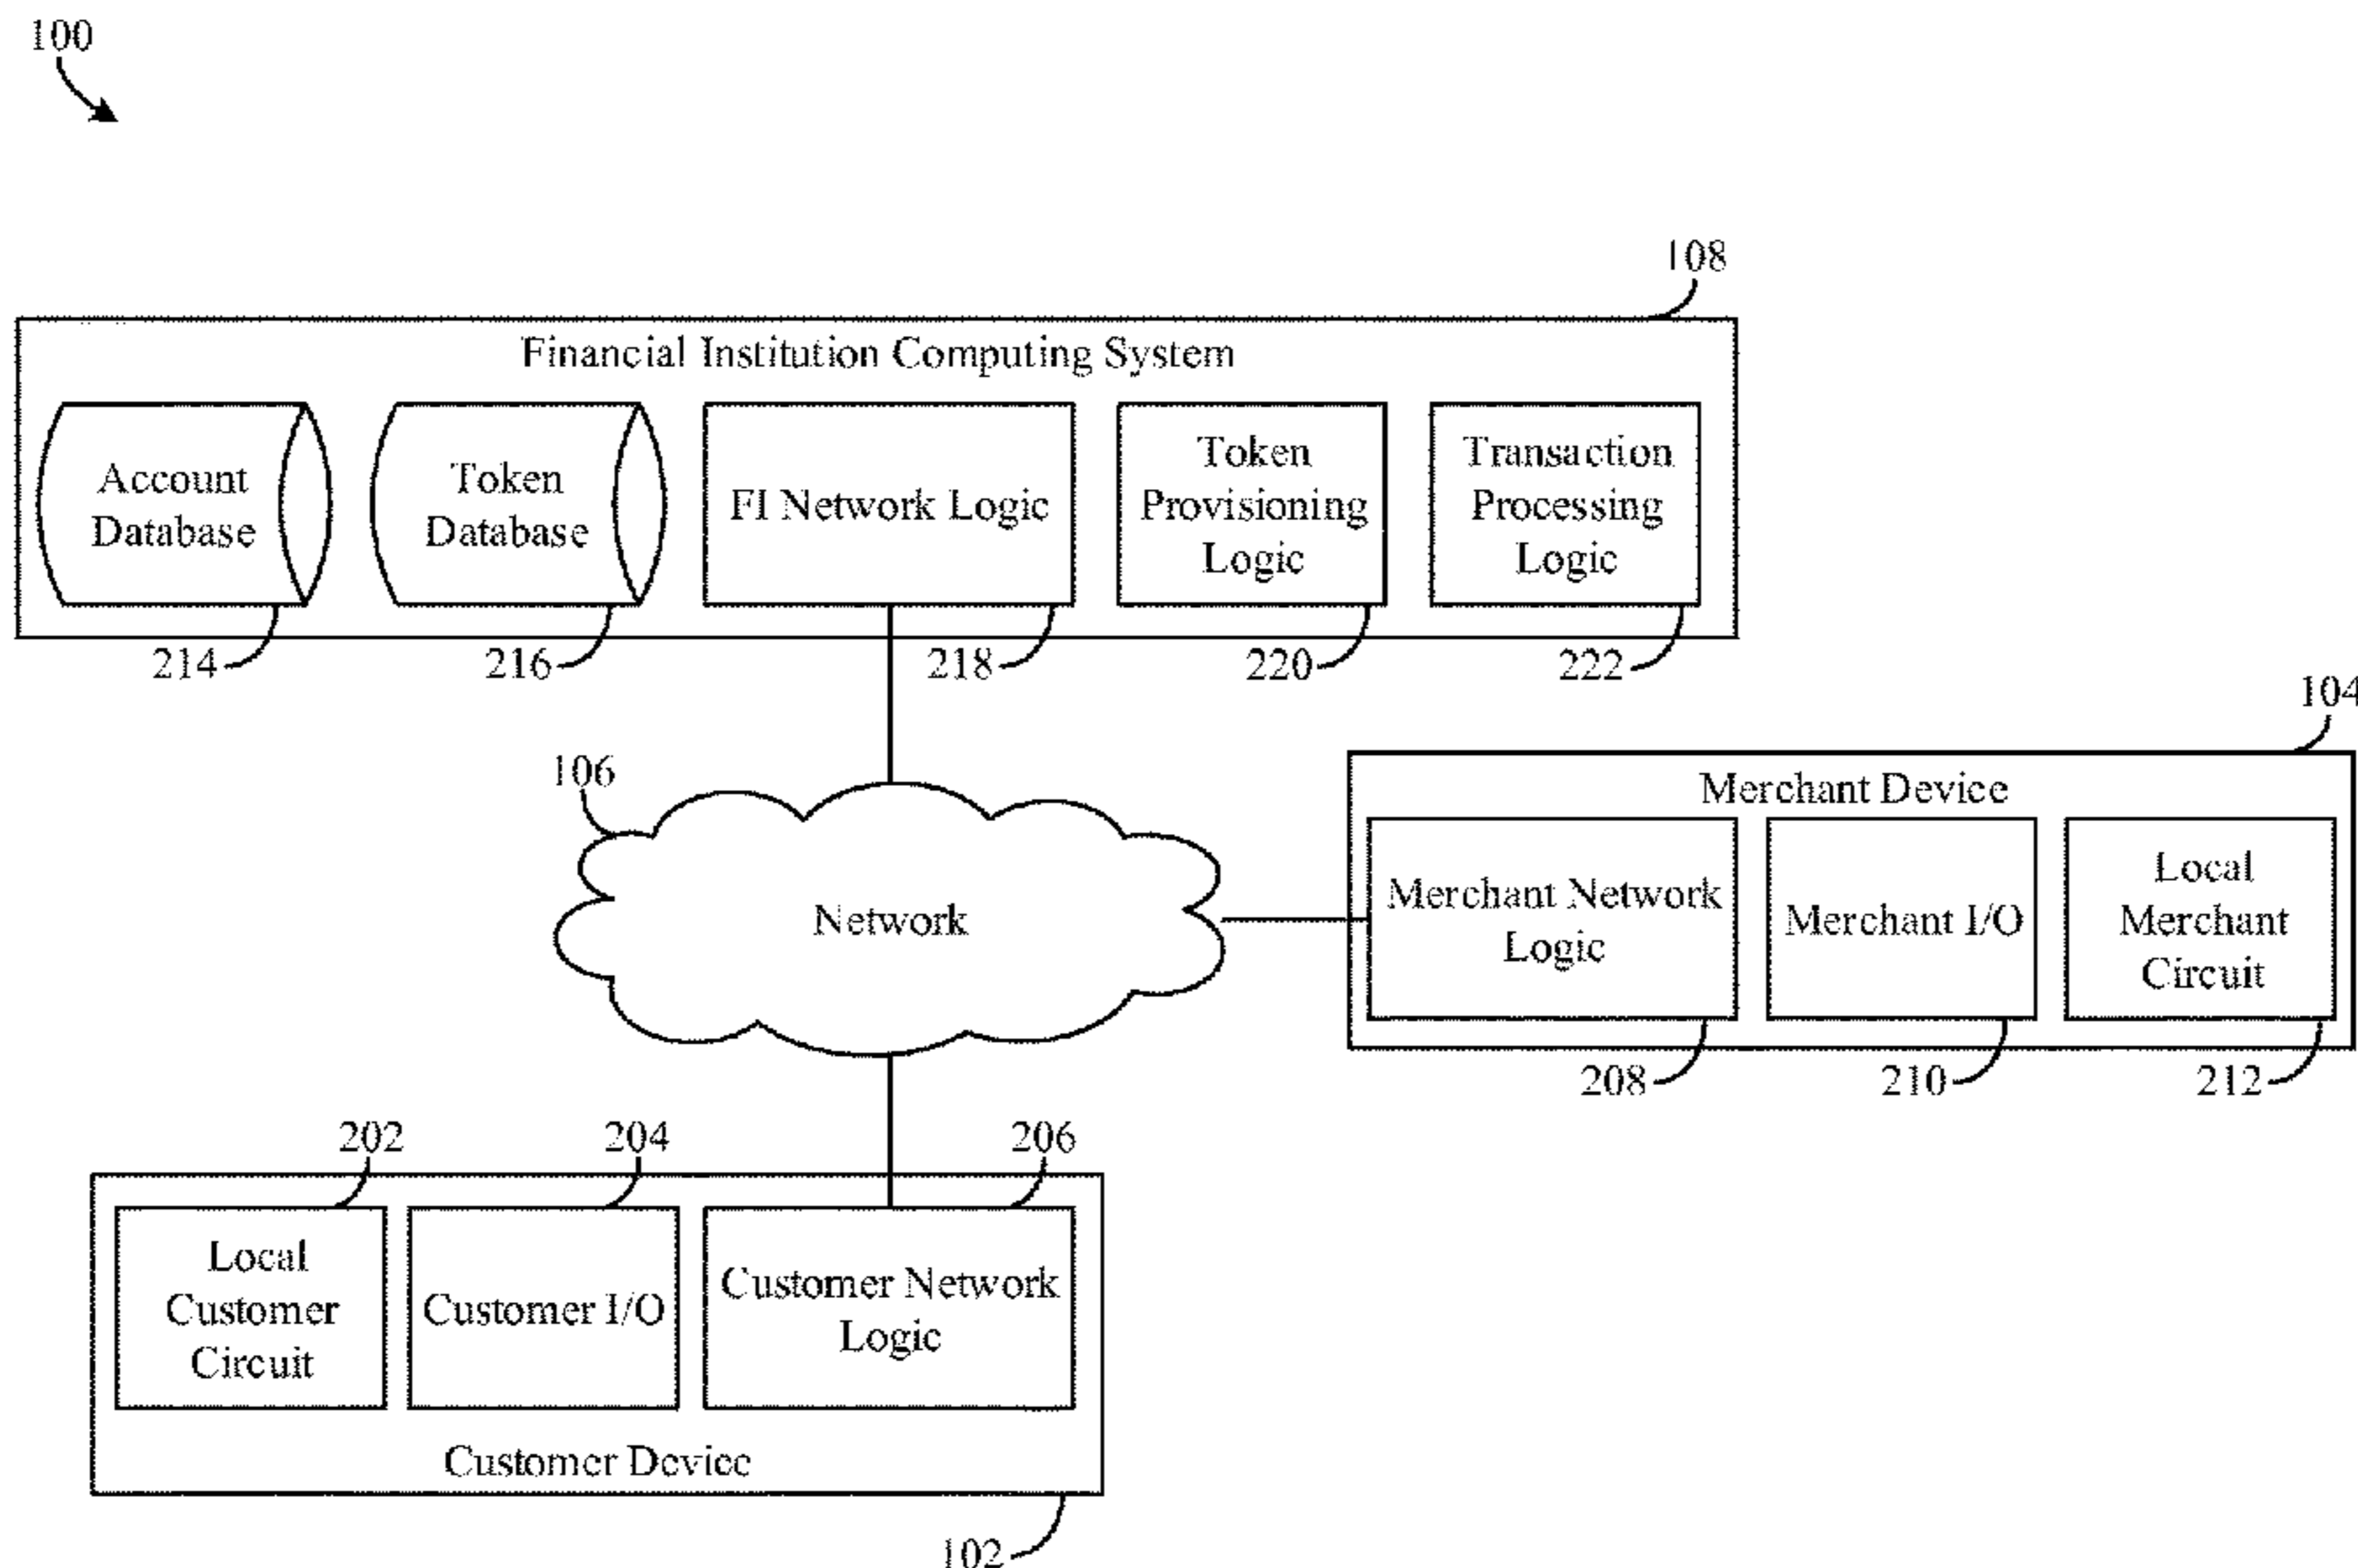 100
108
Financial Institution Computing System
Account
Database
Token
Database
FI Network Logic
Token
Provisioning
Logic
Transaction
Processing
Logic
214
216
218
220
222
104
106
Merchant Device
Network
Merchant Network
Logic
Merchant I/O
Local
Merchant
Circuit
208
210
212
202
204
206
Local
Customer
Circuit
Customer I/O
Customer Network
Logic
Customer Device
102